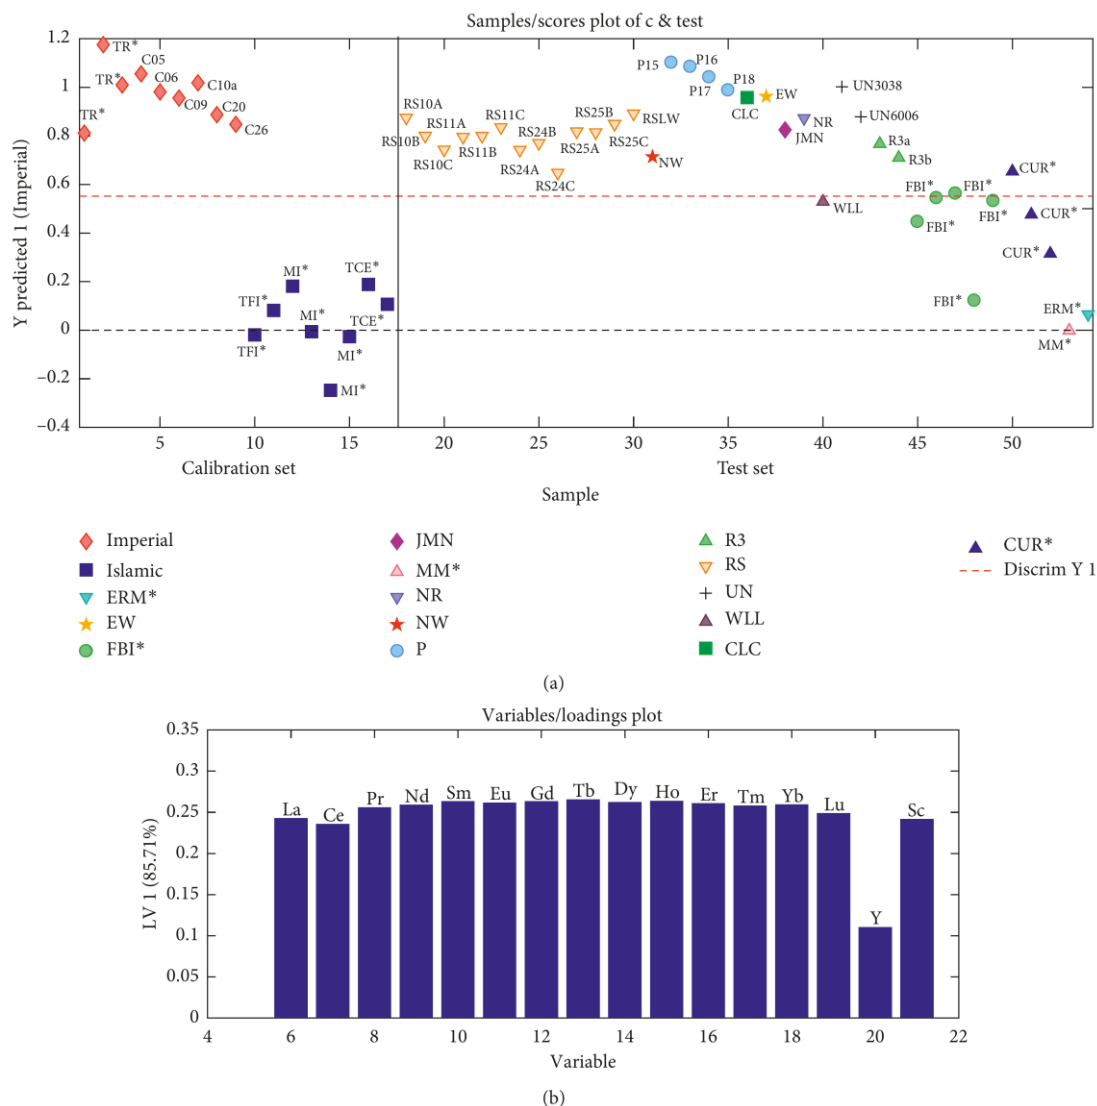 Samples/scores plot of c & test
Y predicted 1 (Imperial)
1.2
1
0.8
0.6
0.4
0.2
0
–0.2
–0.4
TR*
TR*
TR*
C05
C06
C09
C10a
C20
C26
TFI*
TFI*
MI*
MI*
MI*
MI*
TCE*
TCE*
RS10A
RS10B
RS10C
RS11A
RS11B
RS11C
RS24A
RS24B
RS24C
RS25A
RS25B
RS25C
RSLW
NW
P15
P16
P17
P18
CLC
EW
JMN
NR
WLL
UN3038
UN6006
R3a
R3b
FBI*
FBI*
FBI*
FBI*
FBI*
CUR*
CUR*
CUR*
ERM*
MM*
5 10 15 20 25 30 35 40 45 50
Calibration set Test set
Sample
Imperial JMN R3 CUR*
Islamic MM* RS Discrim Y 1
ERM* NR UN
EW NW WLL
FBI* P CLC
(a)
Variables/loadings plot
LV 1 (85.71%)
0.35
0.3
0.25
0.2
0.15
0.1
0.05
0
La Ce Pr Nd Sm Eu Gd Tb Dy Ho Er Tm Yb Lu Y Sc
4 6 8 10 12 14 16 18 20 22
Variable
(b)